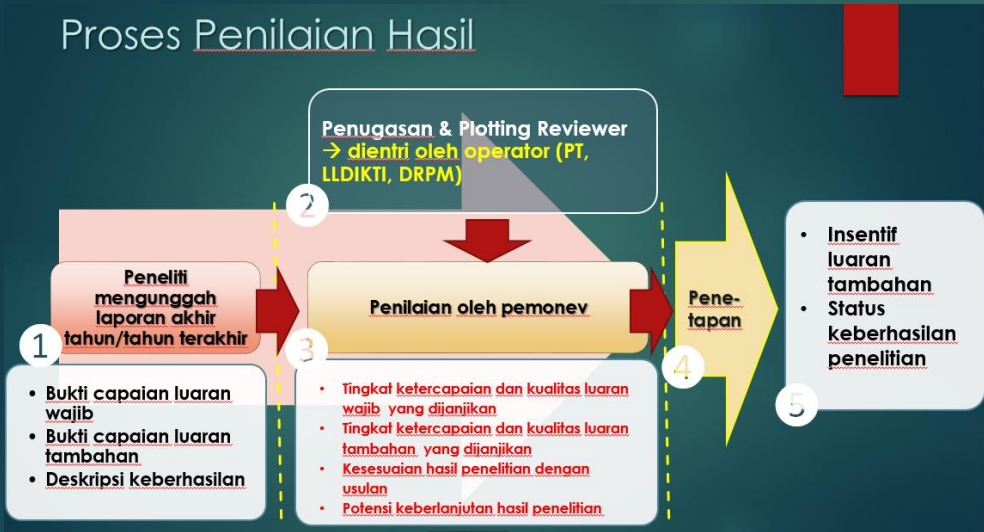 Proses Penilaian Hasil
Penugasan & Plotting Reviewer
→ dientri oleh operator (PT,
LLDIKTI, DRPM)
2
Peneliti
mengunggah
laporan akhir
tahun/tahun terakhir
1
• Bukti capaian luaran
wajib
• Bukti capaian luaran
tambahan
• Deskripsi keberhasilan
Penilaian oleh pemonev
3
• Tingkat ketercapaian dan kualitas luaran
wajib yang dijanjikan
• Tingkat ketercapaian dan kualitas luaran
tambahan yang dijanjikan
• Kesesuaian hasil penelitian dengan
usulan
• Potensi keberlanjutan hasil penelitian
Pene-
tapan
4
• Insentif
luaran
tambahan
• Status
keberhasilan
penelitian
5